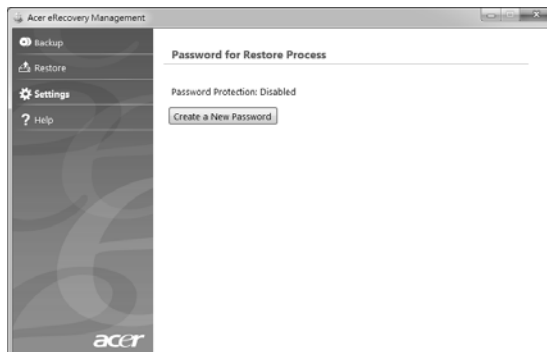 Acer eRecovery Management
Backup
Restore
Settings
? Help
Password for Restore Process
Password Protection: Disabled
Create a New Password
acer